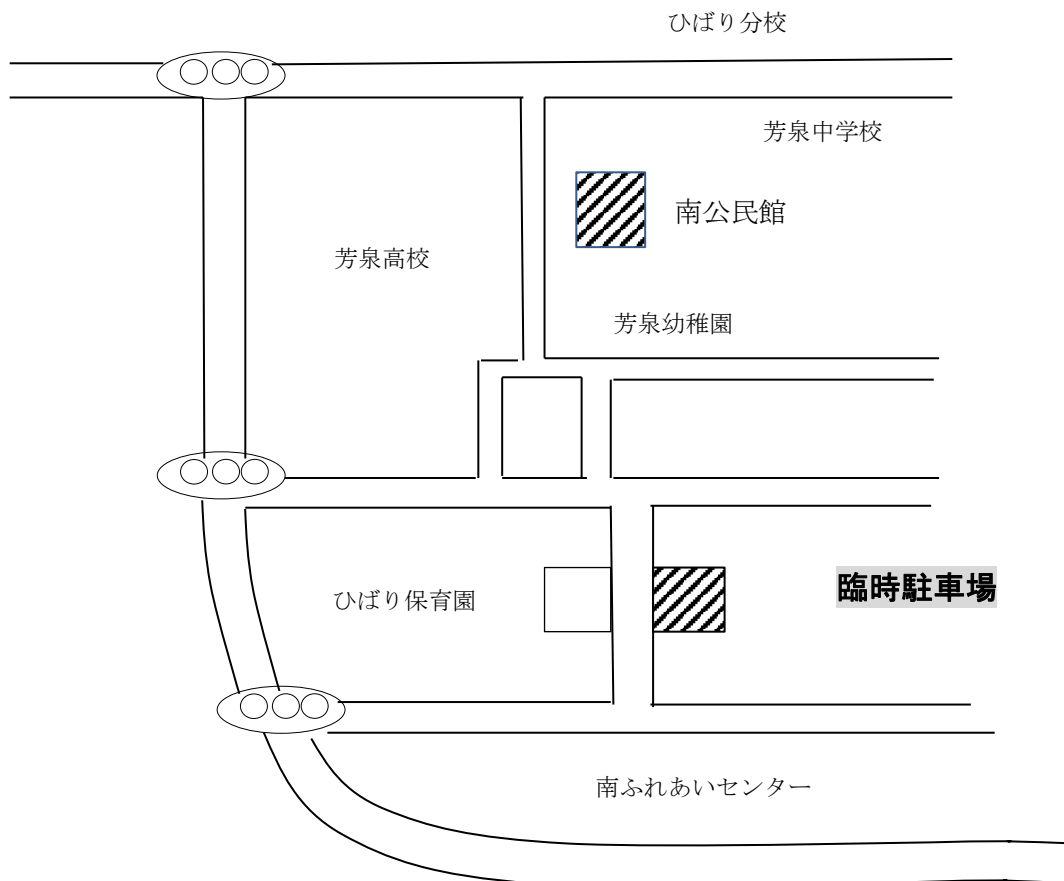 ひばり分校
芳泉中学校
南公民館
芳泉高校
芳泉幼稚園
臨時駐車場
ひばり保育園
南ふれあいセンター